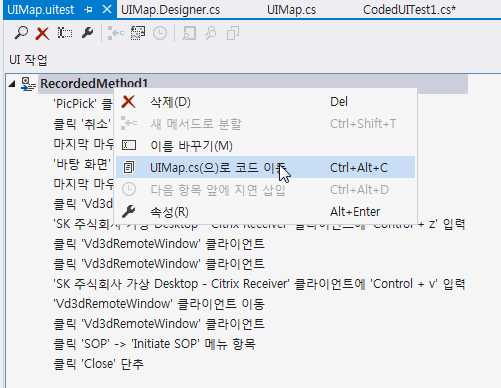 UIMap.uitest UIMap.Designer.cs UIMap.cs CodedUITest1.cs*
UI 작업
RecordedMethod1
'PicPick' 클릭
삭제(D) Del
클릭 '취소'
새 메서드로 분할 Ctrl+Shift+T
마지막 마우
이름 바꾸기(M)
'바탕 화면'
UIMap.cs(으)로 코드 이동 Ctrl+Alt+C
마지막 마우
다음 항목 앞에 지연 삽입 Ctrl+Alt+D
클릭 'Vd3d
속성(R) Alt+Enter
'SK 주식회사 가상 Desktop - Citrix Receiver' 클라이언트에 'Control + z' 입력
클릭 'Vd3dRemoteWindow' 클라이언트
클릭 'Vd3dRemoteWindow' 클라이언트
'SK 주식회사 가상 Desktop - Citrix Receiver' 클라이언트에 'Control + v' 입력
'Vd3dRemoteWindow' 클라이언트 이동
클릭 'Vd3dRemoteWindow' 클라이언트
클릭 'SOP' -> 'Initiate SOP' 메뉴 항목
클릭 'Close' 단추